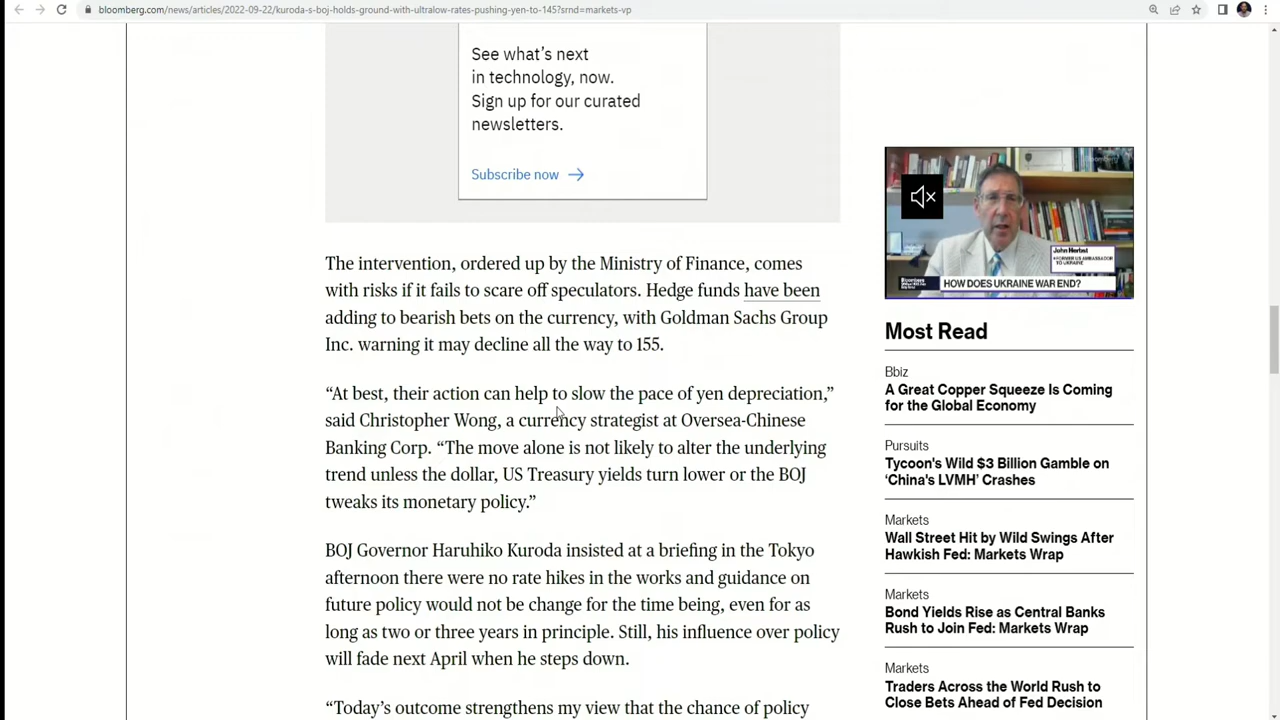 bloomberg.com/news/articles/2022-09-22/kuroda-s-boj-holds-ground-with-ultralow-rates-pushing-yen-to-145?srnd=markets-vp
See what's next
in technology, now.
Sign up for our curated
newsletters.
Subscribe now →
The intervention, ordered up by the Ministry of Finance, comes
with risks if it fails to scare off speculators. Hedge funds have been
adding to bearish bets on the currency, with Goldman Sachs Group
Inc. warning it may decline all the way to 155.
“At best, their action can help to slow the pace of yen depreciation,”
said Christopher Wong, a currency strategist at Oversea-Chinese
Banking Corp. “The move alone is not likely to alter the underlying
trend unless the dollar, US Treasury yields turn lower or the BOJ
tweaks its monetary policy.”
BOJ Governor Haruhiko Kuroda insisted at a briefing in the Tokyo
afternoon there were no rate hikes in the works and guidance on
future policy would not be change for the time being, even for as
long as two or three years in principle. Still, his influence over policy
will fade next April when he steps down.
“Today’s outcome strengthens my view that the chance of policy
Bloomberg
John Herbst
FORMER US AMBASSADOR
TO UKRAINE
Bloomberg
HOW DOES UKRAINE WAR END?
Most Read
Bbiz
A Great Copper Squeeze Is Coming
for the Global Economy
Pursuits
Tycoon's Wild $3 Billion Gamble on
‘China's LVMH’ Crashes
Markets
Wall Street Hit by Wild Swings After
Hawkish Fed: Markets Wrap
Markets
Bond Yields Rise as Central Banks
Rush to Join Fed: Markets Wrap
Markets
Traders Across the World Rush to
Close Bets Ahead of Fed Decision